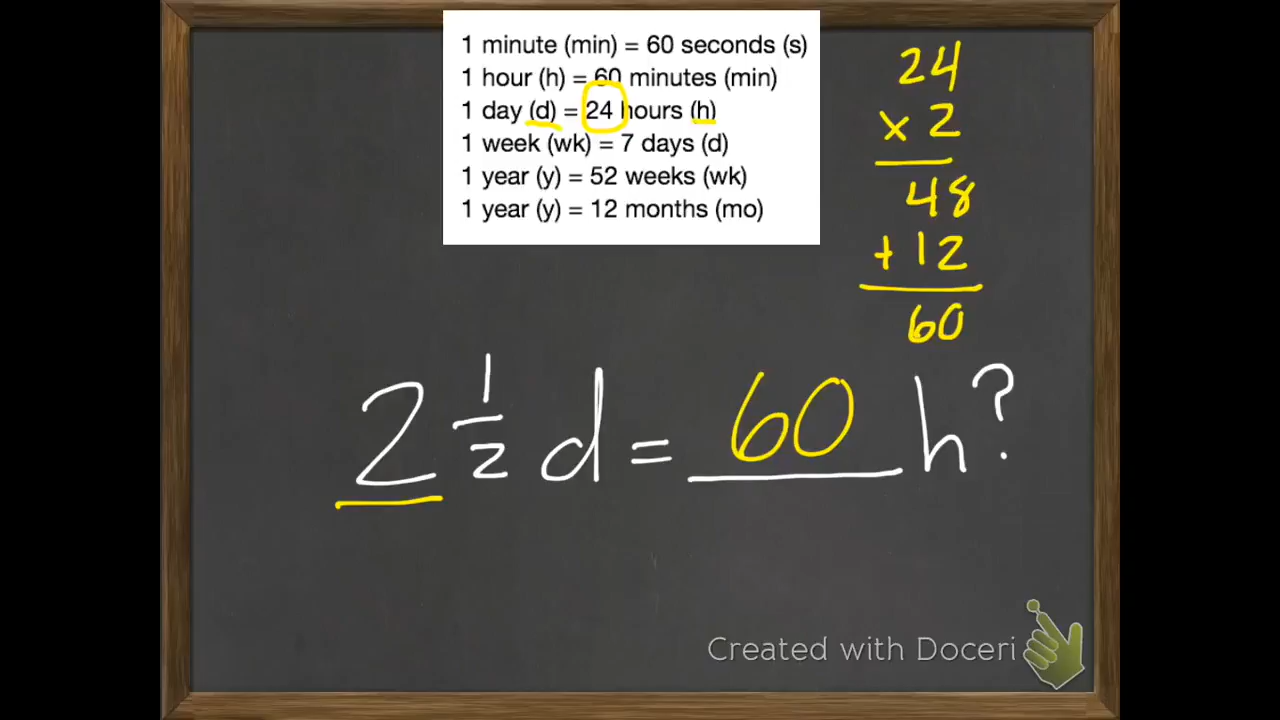 1 minute (min) = 60 seconds (s)
1 hour (h) = 60 minutes (min)
1 day (d) = 24 hours (h)
1 week (wk) = 7 days (d)
1 year (y) = 52 weeks (wk)
1 year (y) = 12 months (mo)
24
x 2
48
+ 12
60
2 1/2 d = 60 h?
Created with Doceri